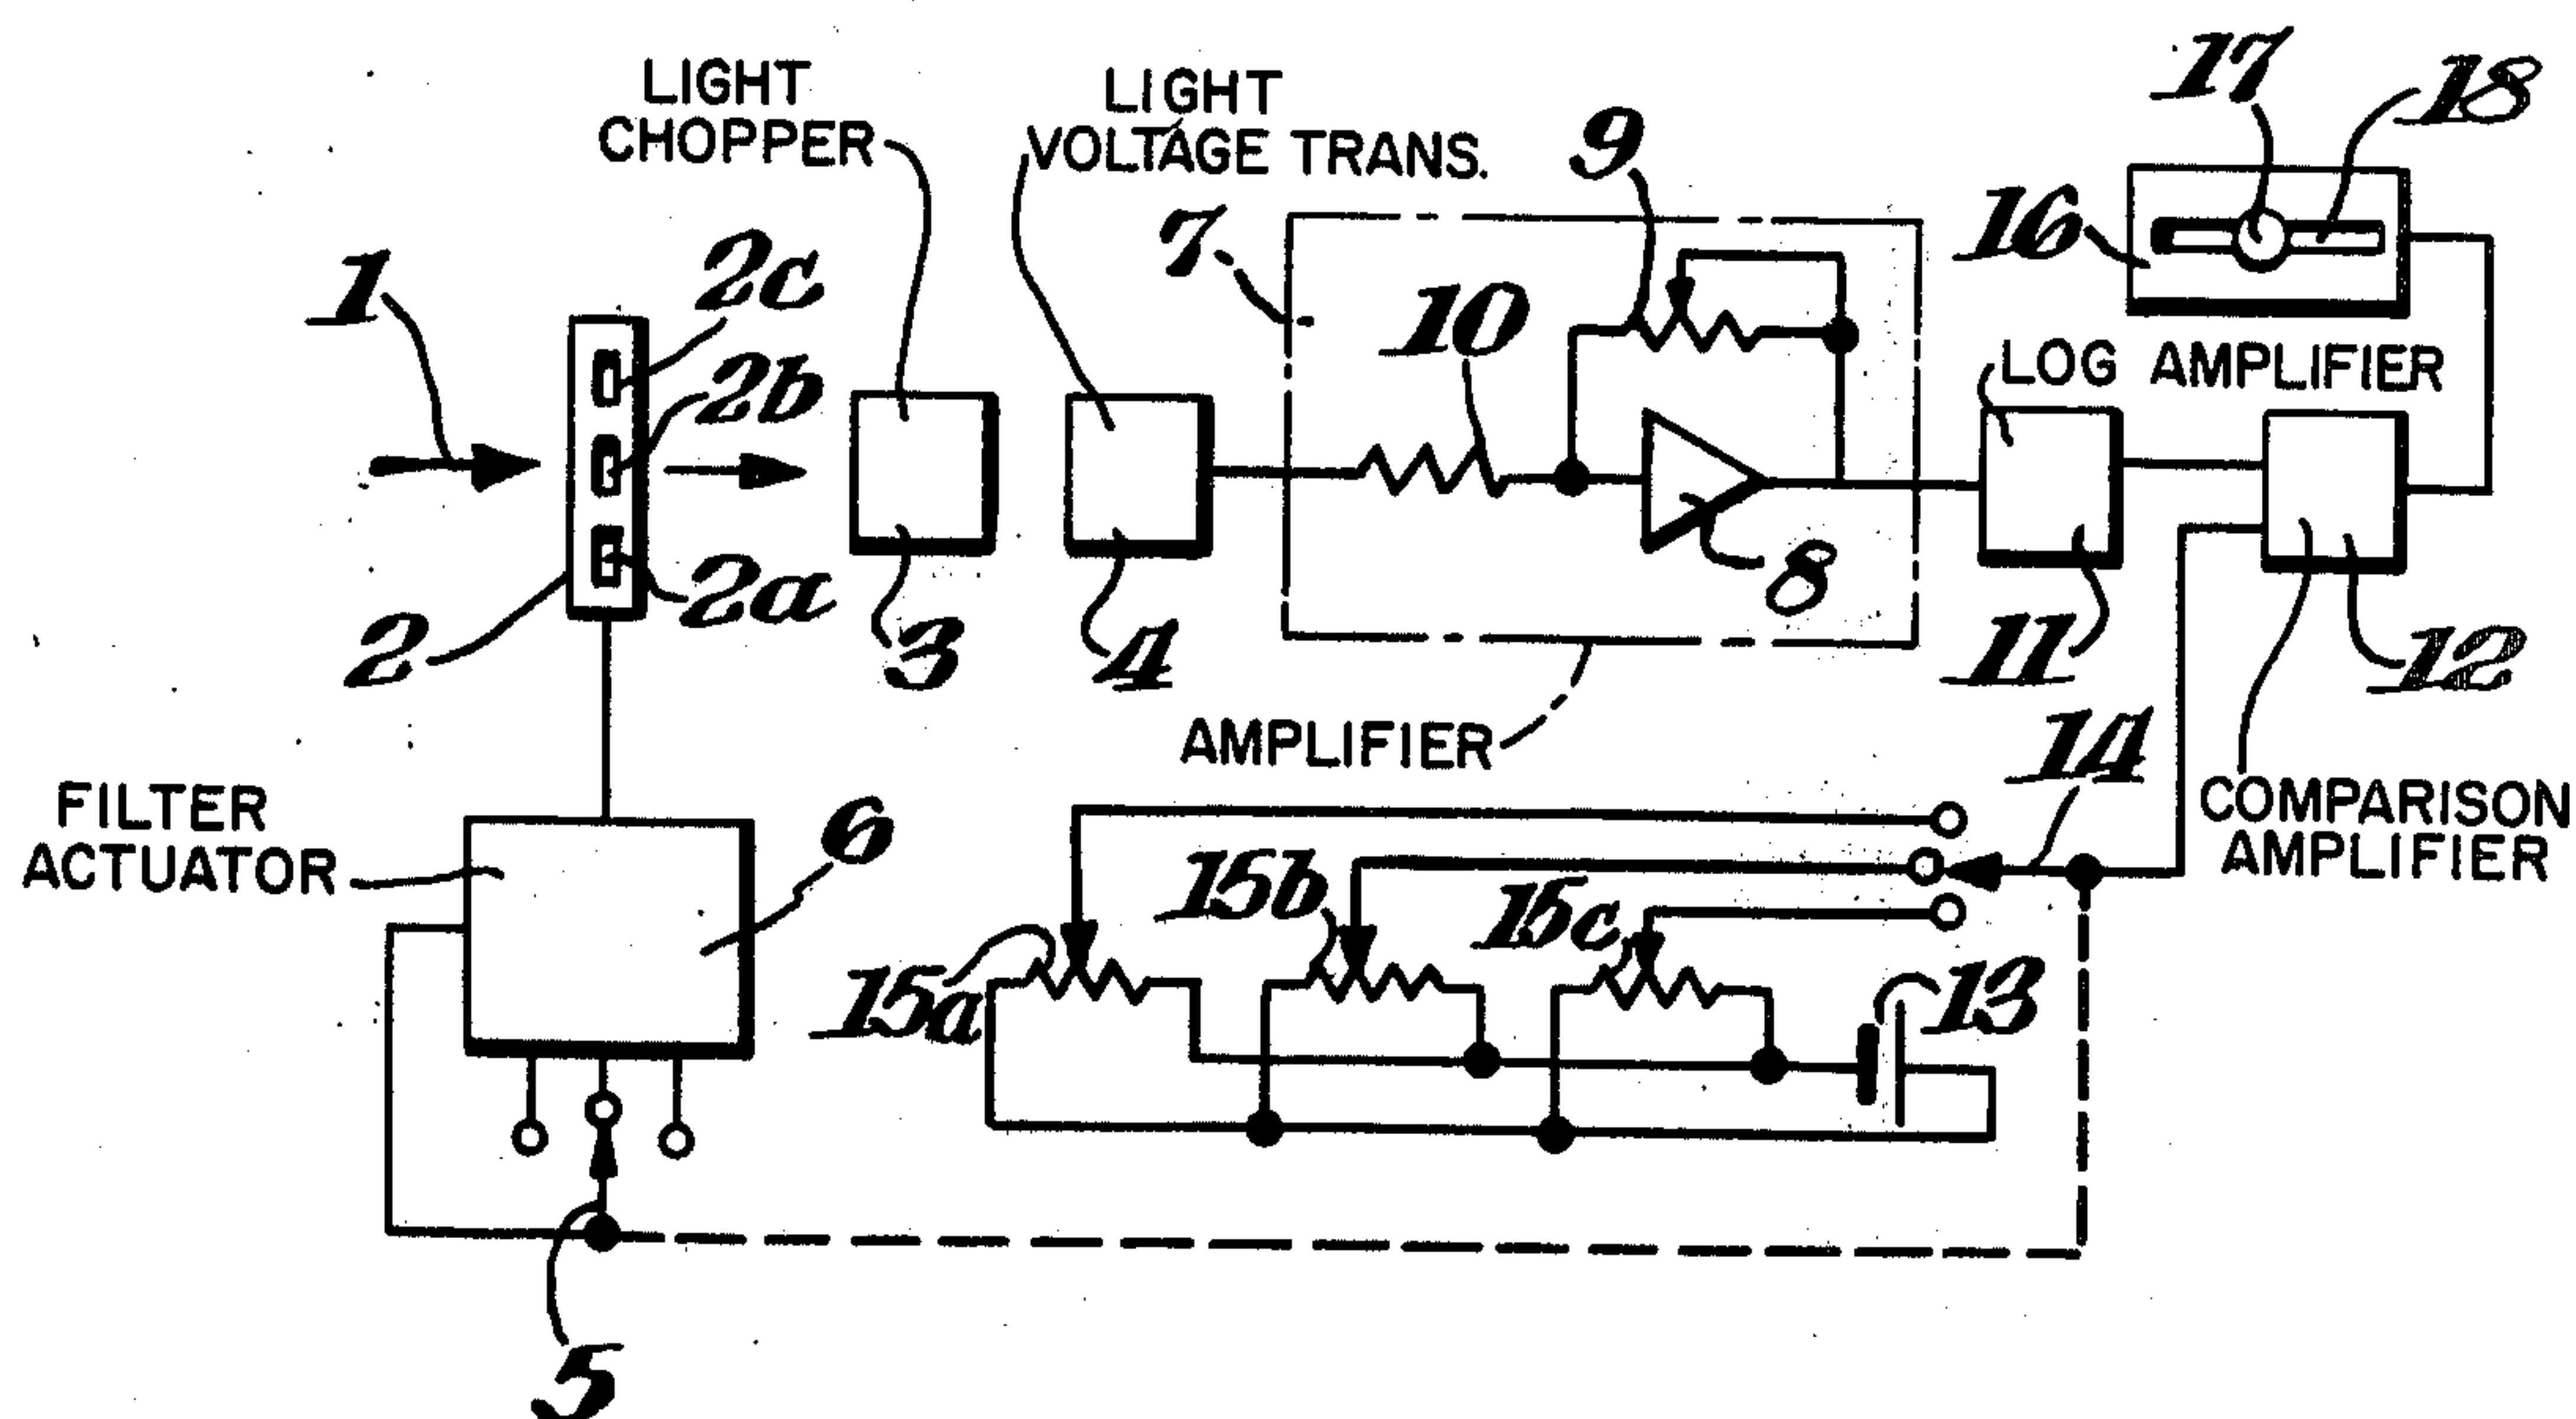 LIGHT
CHOPPER
LIGHT
VOLTAGE TRANS.
17
18
9
16
7
1
2c
10
LOG AMPLIFIER
2b
8
2a
2
3
4
11
12
AMPLIFIER
14
COMPARISON
AMPLIFIER
FILTER
ACTUATOR
6
15b
15c
15a
13
5